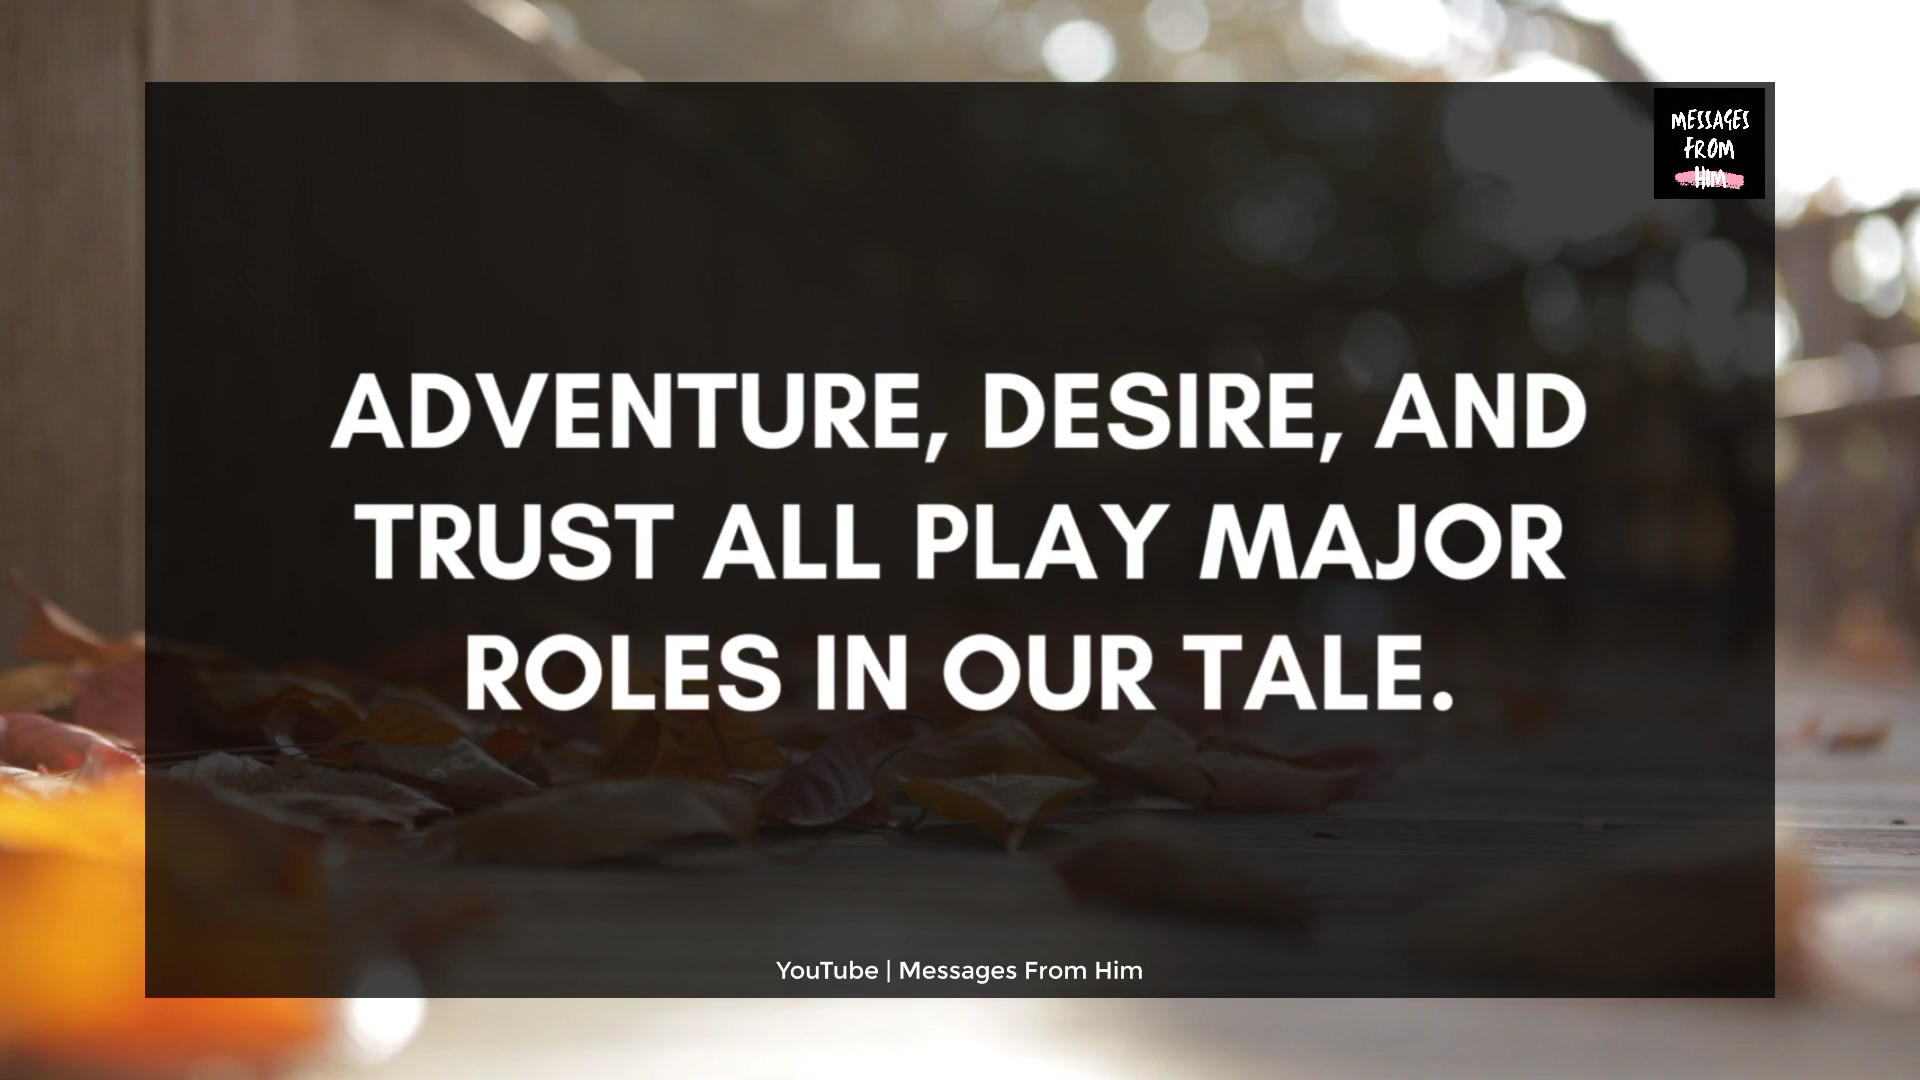 MESSAGES
FROM
HIM
ADVENTURE, DESIRE, AND
TRUST ALL PLAY MAJOR
ROLES IN OUR TALE.
YouTube | Messages From Him